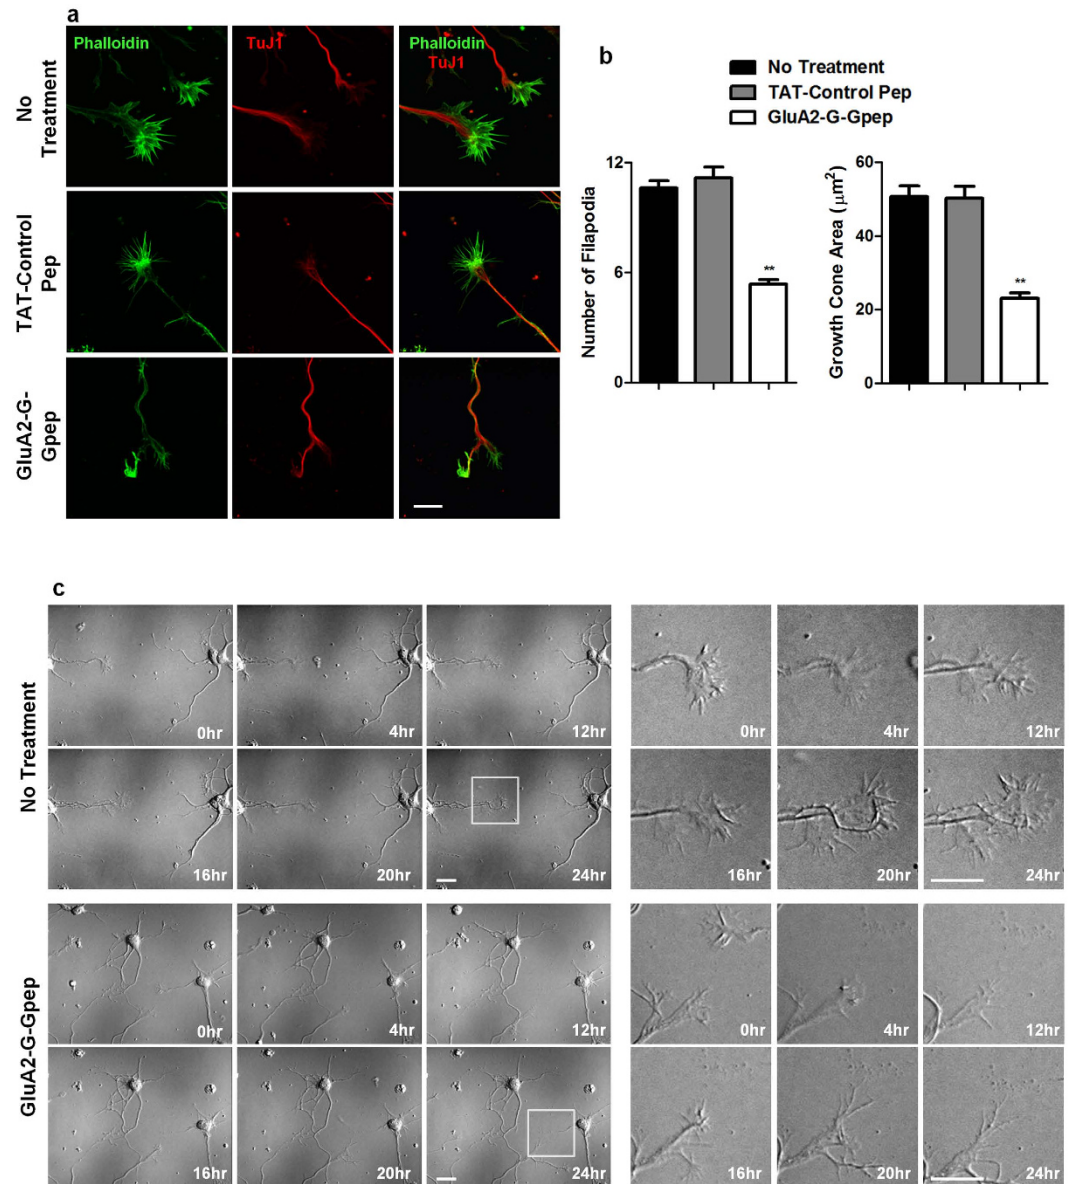 a
Phalloidin
TuJ1
Phalloidin
TuJ1
No
Treatment
TAT-Control
Pep
GluA2-G-
Gpep
b
No Treatment
TAT-Control Pep
GluA2-G-Gpep
Number of Filapodia
12
6
0
**
Growth Cone Area (μm²)
60
40
20
0
**
c
No Treatment
0hr
4hr
12hr
0hr
4hr
12hr
16hr
20hr
24hr
16hr
20hr
24hr
GluA2-G-Gpep
0hr
4hr
12hr
0hr
4hr
12hr
16hr
20hr
24hr
16hr
20hr
24hr